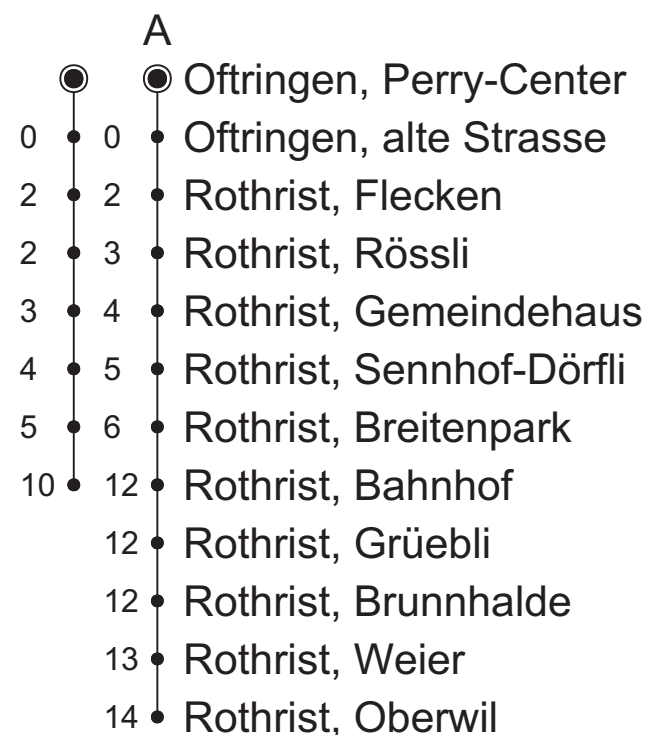 A
Oftringen, Perry-Center
0 0 Oftringen, alte Strasse
2 2 Rothrist, Flecken
2 3 Rothrist, Rössli
3 4 Rothrist, Gemeindehaus
4 5 Rothrist, Sennhof-Dörfli
5 6 Rothrist, Breitenpark
10 12 Rothrist, Bahnhof
12 Rothrist, Grüebli
12 Rothrist, Brunnhalde
13 Rothrist, Weier
14 Rothrist, Oberwil